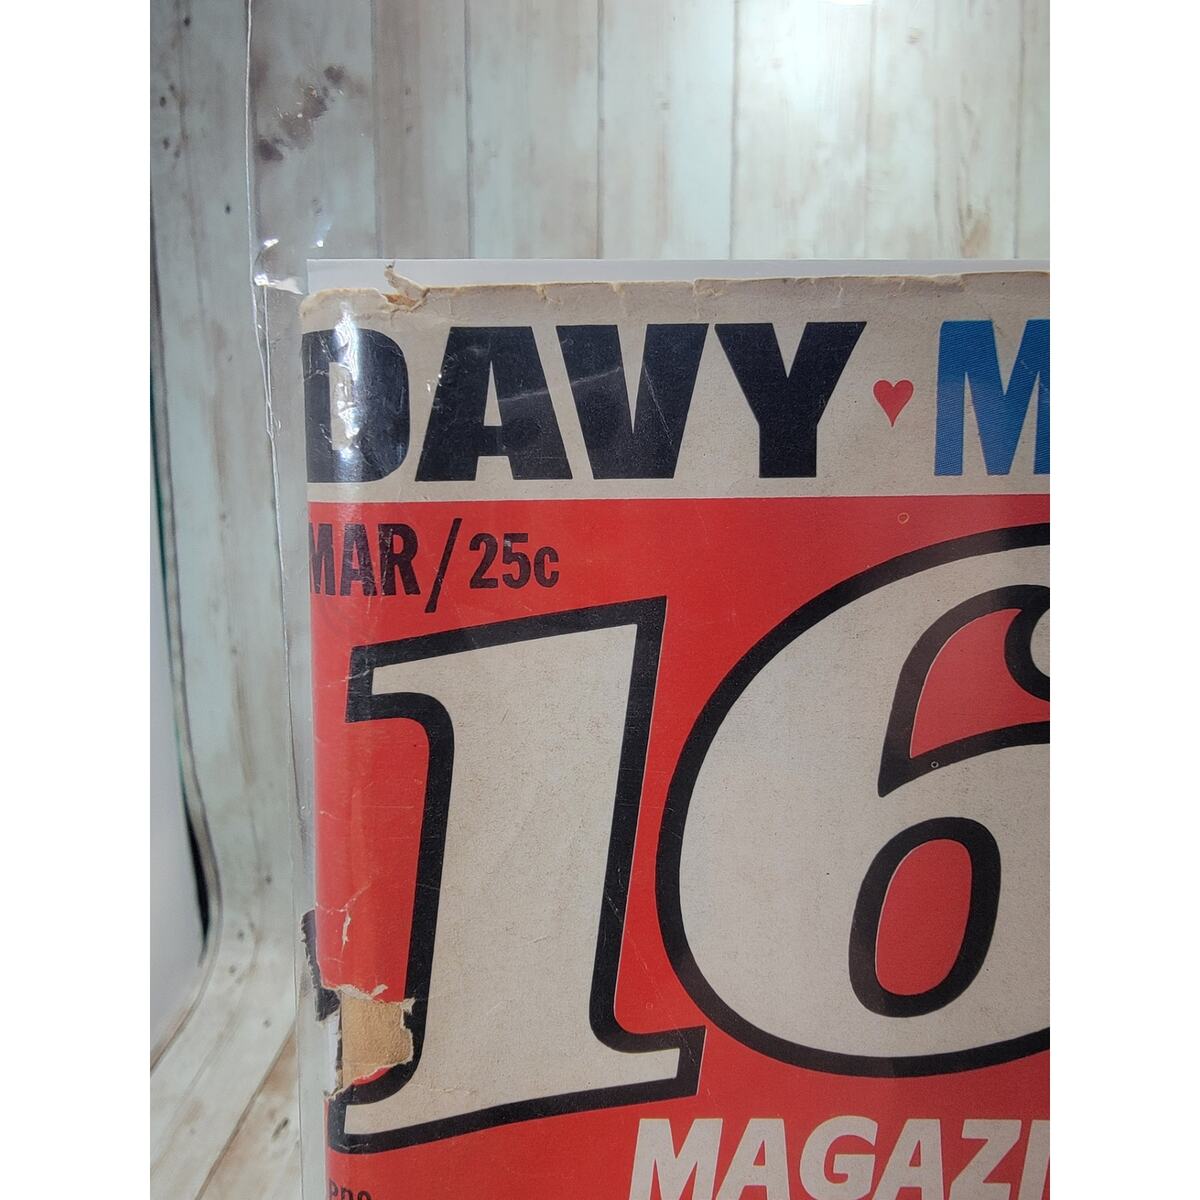 DAVY ♥ M
MAR/25c
16
MAGAZI